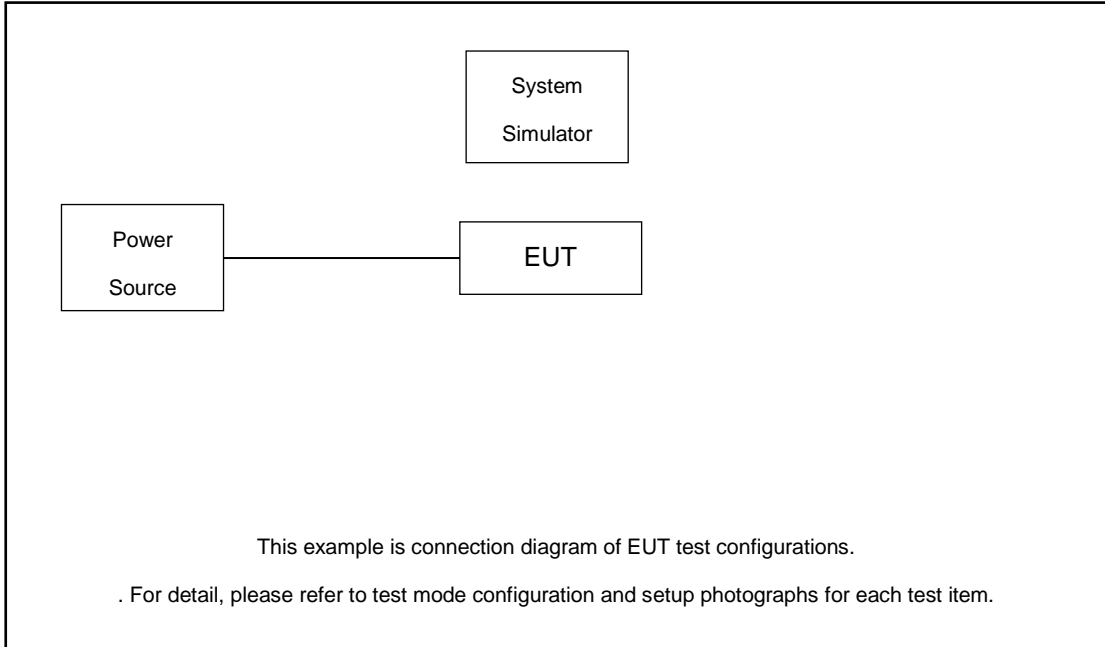 System
Simulator
Power
Source
EUT
This example is connection diagram of EUT test configurations.
. For detail, please refer to test mode configuration and setup photographs for each test item.